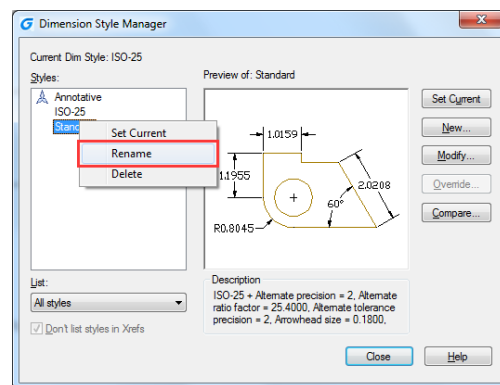 Dimension Style Manager
Current Dim Style: ISO-25
Styles:
Annotative
ISO-25
Set Current
Rename
Delete
Preview of: Standard
1.0159
1.1955
2.0208
60°
R0.8045
Set Current
New...
Modify...
Override...
Compare...
List:
All styles
Don't list styles in Xrefs
Description
ISO-25 + Alternate precision = 2, Alternate
ratio factor = 25.4000, Alternate tolerance
precision = 2, Arrowhead size = 0.1800,
Close
Help